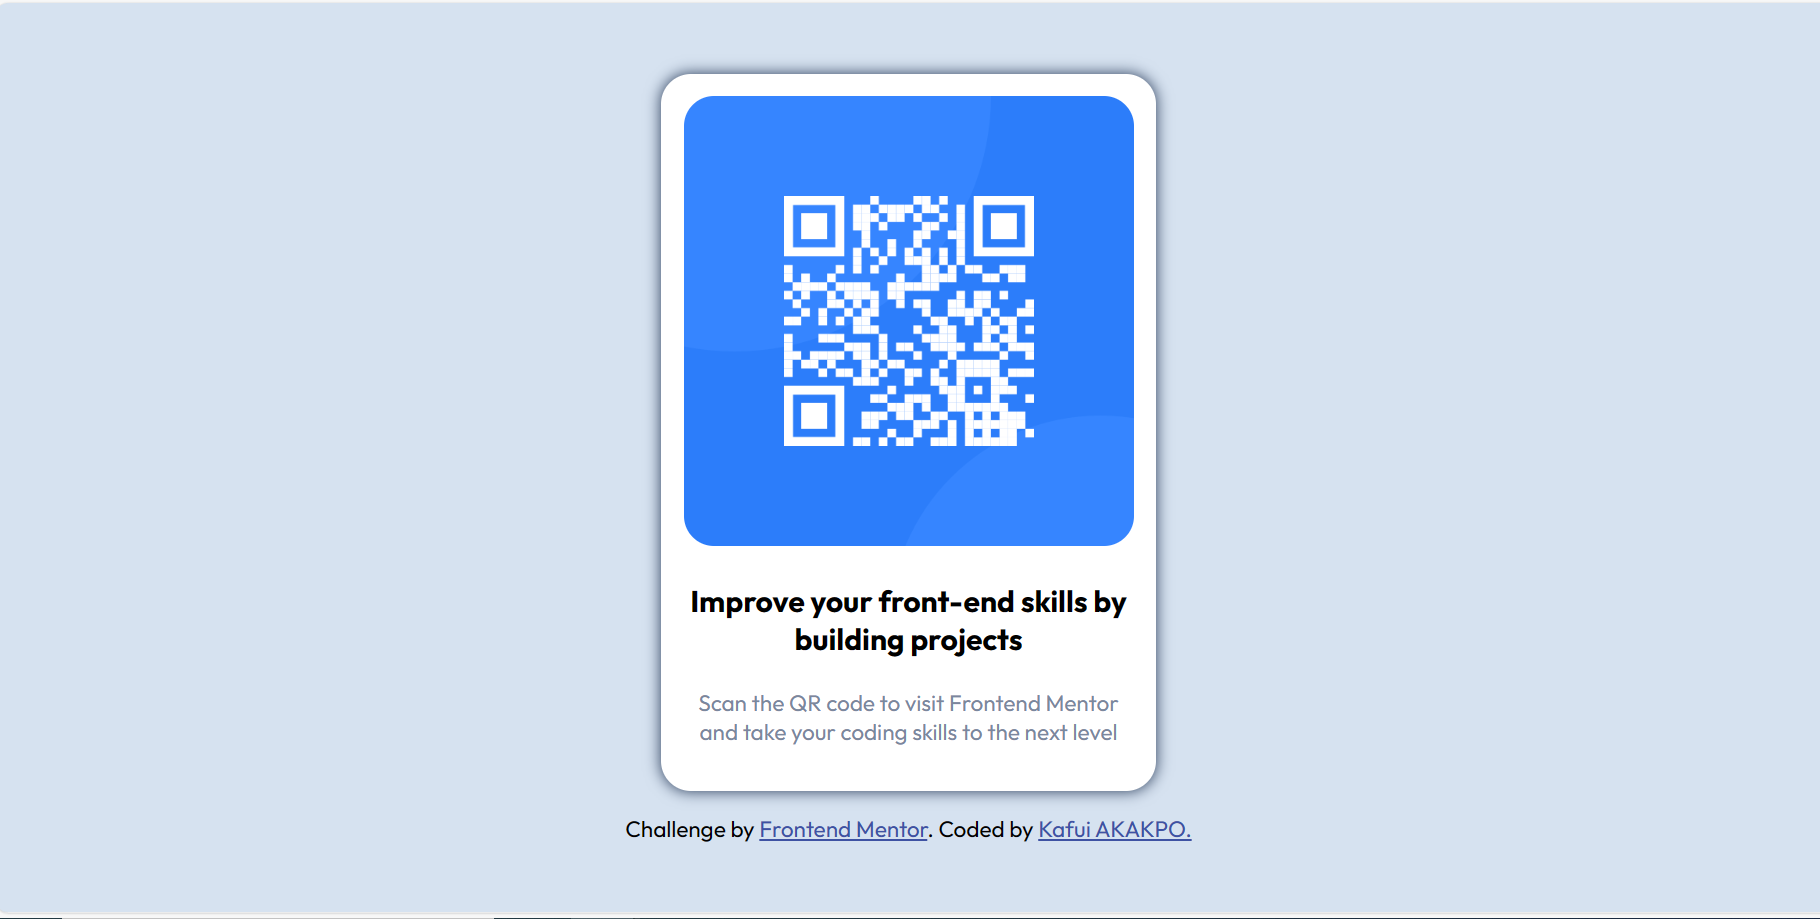 Improve your front-end skills by
building projects
Scan the QR code to visit Frontend Mentor
and take your coding skills to the next level
Challenge by Frontend Mentor. Coded by Kafui AKAKPO.